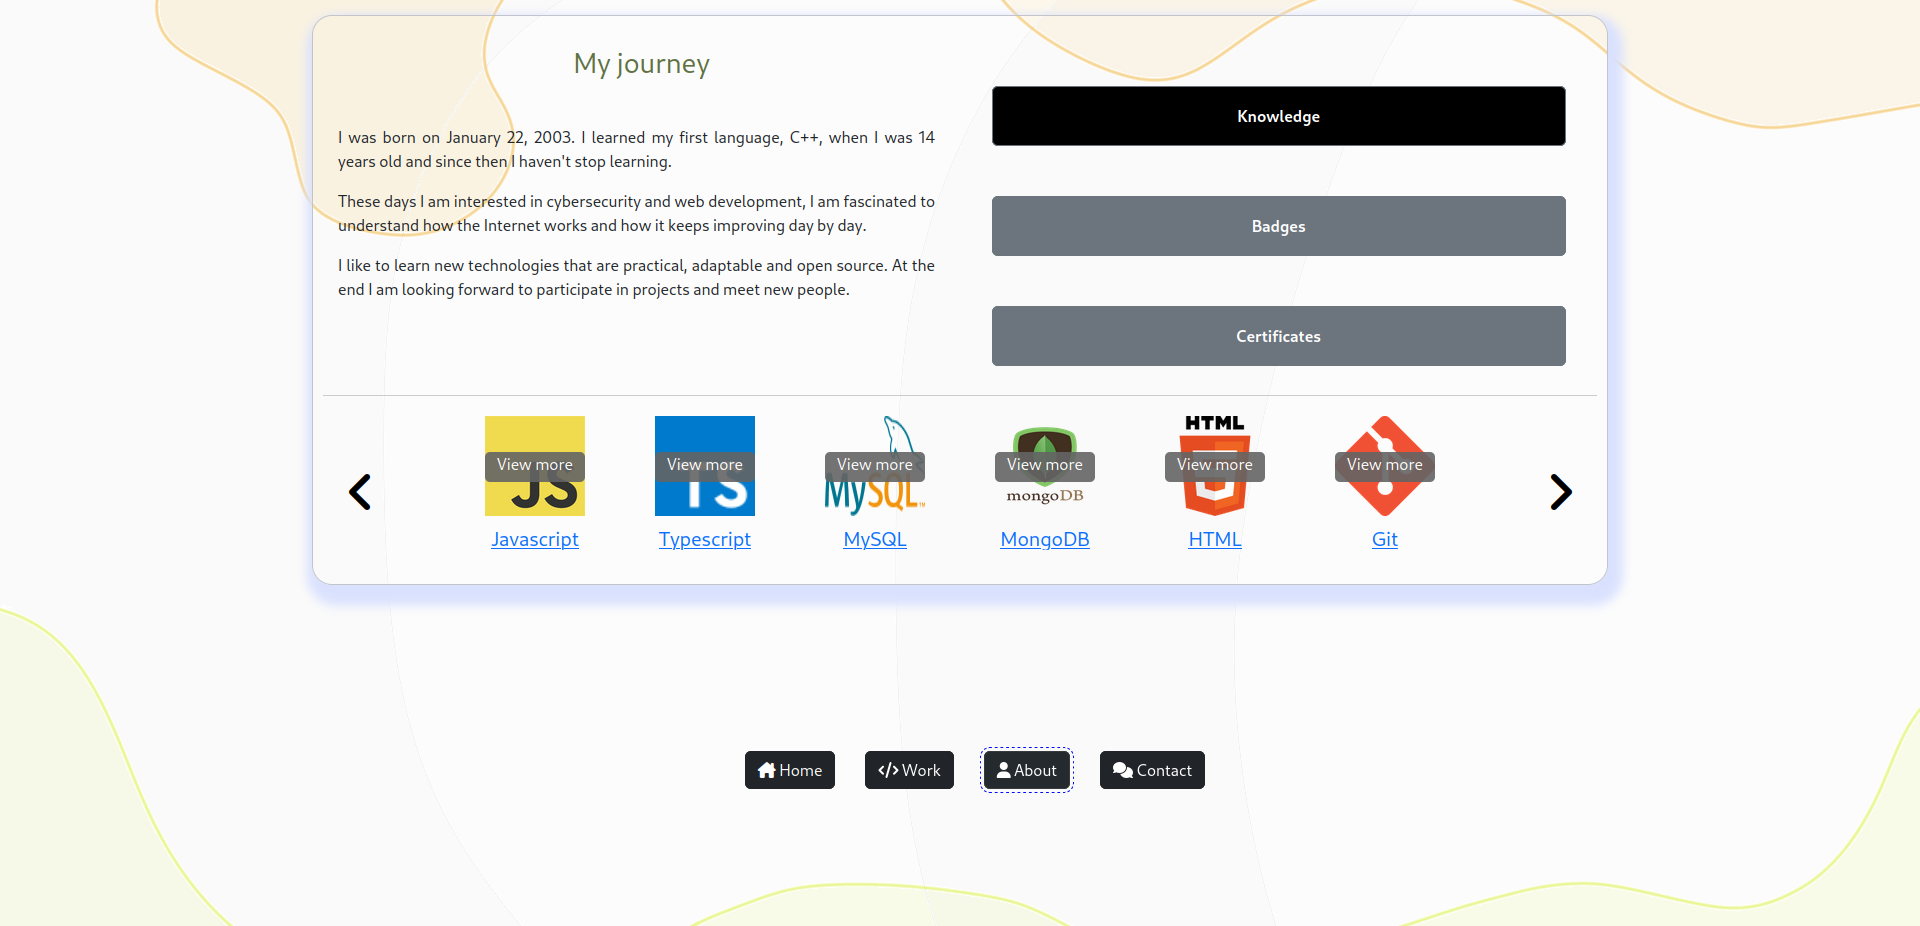 My journey
I was born on January 22, 2003. I learned my first language, C++, when I was 14
years old and since then I haven't stop learning.
These days I am interested in cybersecurity and web development, I am fascinated to
understand how the Internet works and how it keeps improving day by day.
I like to learn new technologies that are practical, adaptable and open source. At the
end I am looking forward to participate in projects and meet new people.
Knowledge
Badges
Certificates
View more
JS
Javascript
View more
TS
Typescript
View more
MySQL™
MySQL
View more
mongoDB
MongoDB
HTML
View more
HTML
View more
Git
Home
Work
About
Contact